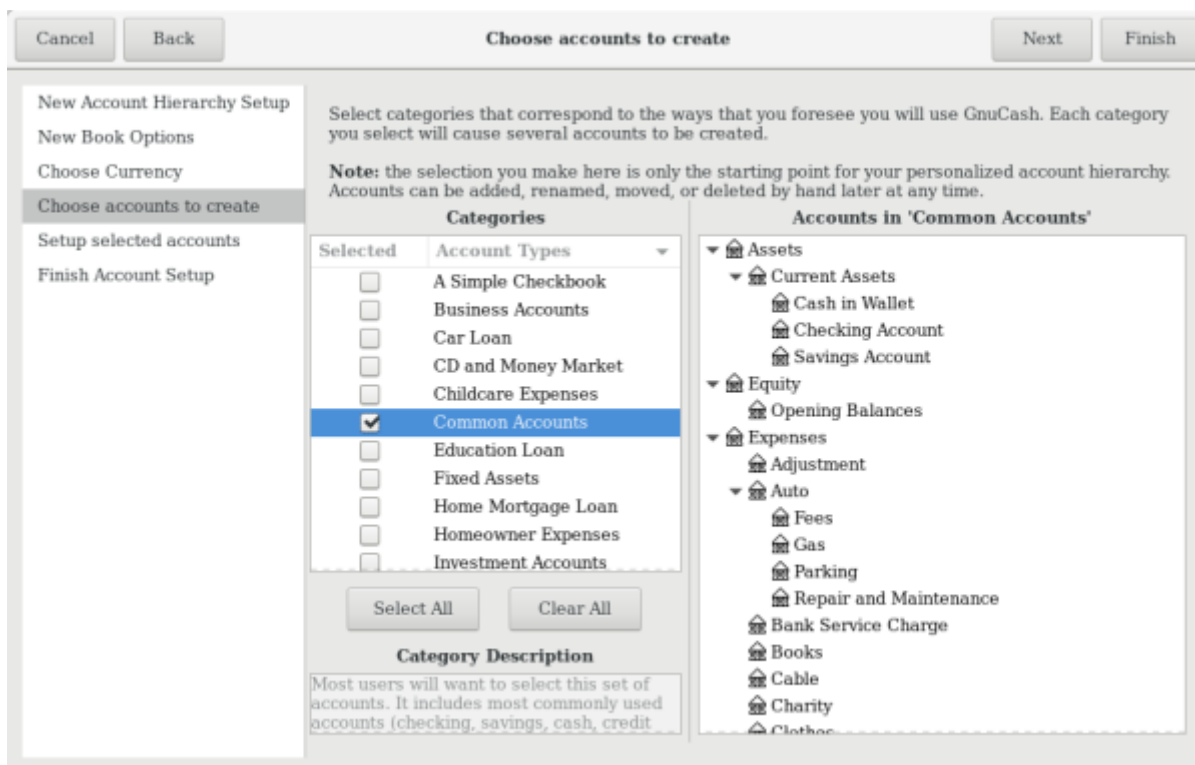 Cancel
Back
Choose accounts to create
Next
Finish
New Account Hierarchy Setup
New Book Options
Choose Currency
Choose accounts to create
Setup selected accounts
Finish Account Setup
Select categories that correspond to the ways that you foresee you will use GnuCash. Each category
you select will cause several accounts to be created.
Note: the selection you make here is only the starting point for your personalized account hierarchy.
Accounts can be added, renamed, moved, or deleted by hand later at any time.
Categories
Selected Account Types
A Simple Checkbook
Business Accounts
Car Loan
CD and Money Market
Childcare Expenses
Common Accounts
Education Loan
Fixed Assets
Home Mortgage Loan
Homeowner Expenses
Investment Accounts
Select All
Clear All
Category Description
Most users will want to select this set of
accounts. It includes most commonly used
accounts (checking, savings, cash, credit
Accounts in 'Common Accounts'
Assets
Current Assets
Cash in Wallet
Checking Account
Savings Account
Equity
Opening Balances
Expenses
Adjustment
Auto
Fees
Gas
Parking
Repair and Maintenance
Bank Service Charge
Books
Cable
Charity
Clothes